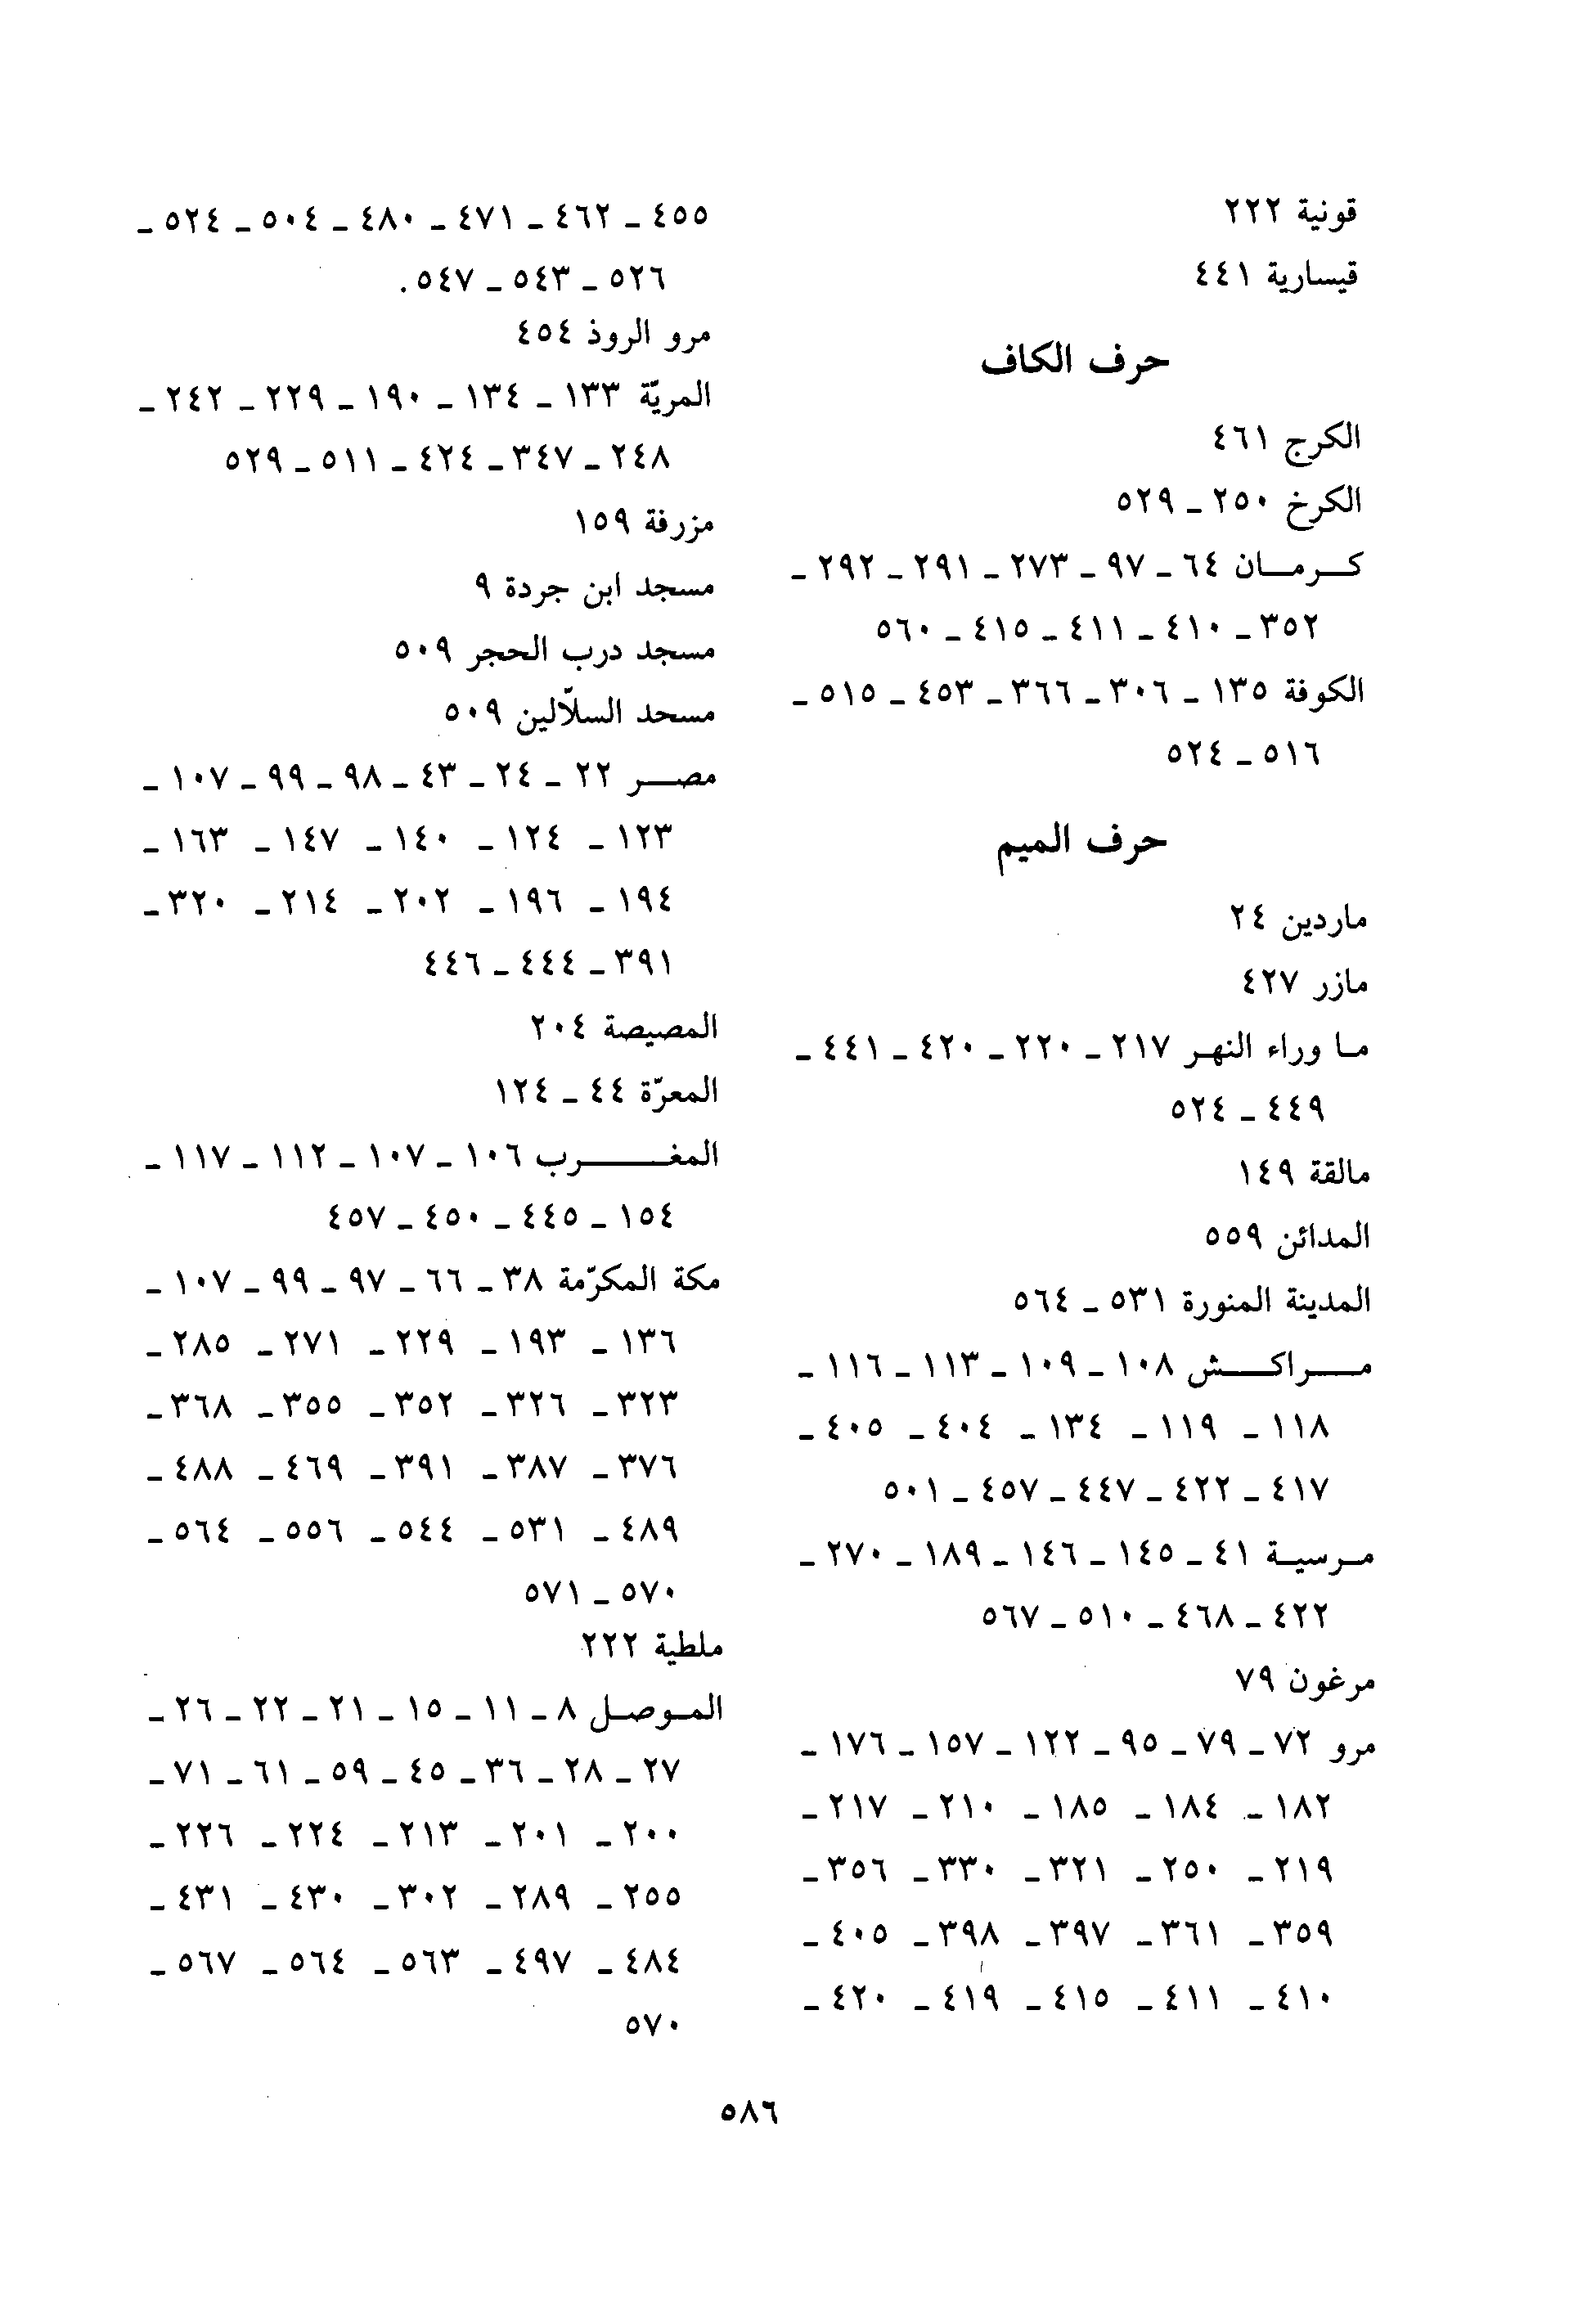 قونية ٢٢٢
قيسارية ٤٤١
حرف الكاف
الكرج ٤٦١
الكرخ ٢٥٠ ـ ٥٢٩
كرمان ٦٤ ـ ٩٧ ـ ٢٧٣ ـ ٢٩١ ـ ٢٩٢ ـ
٣٥٢ ـ ٤١٠ ـ ٤١١ ـ ٤١٥ ـ ٥٦٠
الكوفة ١٣٥ ـ ٣٠٦ ـ ٣٦٦ ـ ٤٥٣ ـ ٥١٥ ـ
٥١٦ ـ ٥٢٤
حرف الميم
ماردين ٢٤
مازر ٤٢٧
ما وراء النهر ٢١٧ ـ ٢٢٠ ـ ٤٢٠ ـ ٤٤١ ـ
٤٤٩ ـ ٥٢٤
مالقة ١٤٩
المدائن ٥٥٩
المدينة المنورة ٥٣١ ـ ٥٦٤
مراكش ١٠٨ ـ ١٠٩ ـ ١١٣ ـ ١١٦ ـ
١١٨ ـ ١١٩ ـ ١٣٤ ـ ٤٠٤ ـ ٤٠٥ ـ
٤١٧ ـ ٤٢٢ ـ ٤٤٧ ـ ٤٥٧ ـ ٥٠١
مرسية ٤١ ـ ١٤٥ ـ ١٤٦ ـ ١٨٩ ـ ٢٧٠ ـ
٤٢٢ ـ ٤٦٨ ـ ٥١٠ ـ ٥٦٧
مرغون ٧٩
مرو ٧٢ ـ ٧٩ ـ ٩٥ ـ ١٢٢ ـ ١٥٧ ـ ١٧٦ ـ
١٨٢ ـ ١٨٤ ـ ١٨٥ ـ ٢١٠ ـ ٢١٧ ـ
٢١٩ ـ ٢٥٠ ـ ٣٢١ ـ ٣٣٠ ـ ٣٥٦ ـ
٣٥٩ ـ ٣٦١ ـ ٣٩٧ ـ ٣٩٨ ـ ٤٠٥ ـ
٤١٠ ـ ٤١١ ـ ٤١٥ ـ ٤١٩ ـ ٤٢٠ ـ
٤٥٥ ـ ٤٦٢ ـ ٤٧١ ـ ٤٨٠ ـ ٥٠٤ ـ ٥٢٤ ـ
٥٢٦ ـ ٥٤٣ ـ ٥٤٧ .
مرو الروذ ٤٥٤
المريّة ١٣٣ ـ ١٣٤ ـ ١٩٠ ـ ٢٢٩ ـ ٢٤٢ ـ
٢٤٨ ـ ٣٤٧ ـ ٤٢٤ ـ ٥١١ ـ ٥٢٩
مزرفة ١٥٩
مسجد ابن جردة ٩
مسجد درب الحجر ٥٠٩
مسحد السلاّلين ٥٠٩
مصر ٢٢ ـ ٢٤ ـ ٤٣ ـ ٩٨ ـ ٩٩ ـ ١٠٧ ـ
١٢٣ ـ ١٢٤ ـ ١٤٠ ـ ١٤٧ ـ ١٦٣ ـ
١٩٤ ـ ١٩٦ ـ ٢٠٢ ـ ٢١٤ ـ ٣٢٠ ـ
٣٩١ ـ ٤٤٤ ـ ٤٤٦
المصيصة ٢٠٤
المعرّة ٤٤ ـ ١٢٤
المغرب ١٠٦ ـ ١٠٧ ـ ١١٢ ـ ١١٧ ـ
١٥٤ ـ ٤٤٥ ـ ٤٥٠ ـ ٤٥٧
مكة المكرّمة ٣٨ ـ ٦٦ ـ ٩٧ ـ ٩٩ ـ ١٠٧ ـ
١٣٦ ـ ١٩٣ ـ ٢٢٩ ـ ٢٧١ ـ ٢٨٥ ـ
٣٢٣ ـ ٣٢٦ ـ ٣٥٢ ـ ٣٥٥ ـ ٣٦٨ ـ
٣٧٦ ـ ٣٨٧ ـ ٣٩١ ـ ٤٦٩ ـ ٤٨٨ ـ
٤٨٩ ـ ٥٣١ ـ ٥٤٤ ـ ٥٥٦ ـ ٥٦٤ ـ
٥٧٠ ـ ٥٧١
ملطية ٢٢٢
الموصل ٨ ـ ١١ ـ ١٥ ـ ٢١ ـ ٢٢ ـ ٢٦ ـ
٢٧ ـ ٢٨ ـ ٣٦ ـ ٤٥ ـ ٥٩ ـ ٦١ ـ ٧١ ـ
٢٠٠ ـ ٢٠١ ـ ٢١٣ ـ ٢٢٤ ـ ٢٢٦ ـ
٢٥٥ ـ ٢٨٩ ـ ٣٠٢ ـ ٤٣٠ ـ ٤٣١ ـ
٤٨٤ ـ ٤٩٧ ـ ٥٦٣ ـ ٥٦٤ ـ ٥٦٧ ـ
٥٧٠
٥٨٦